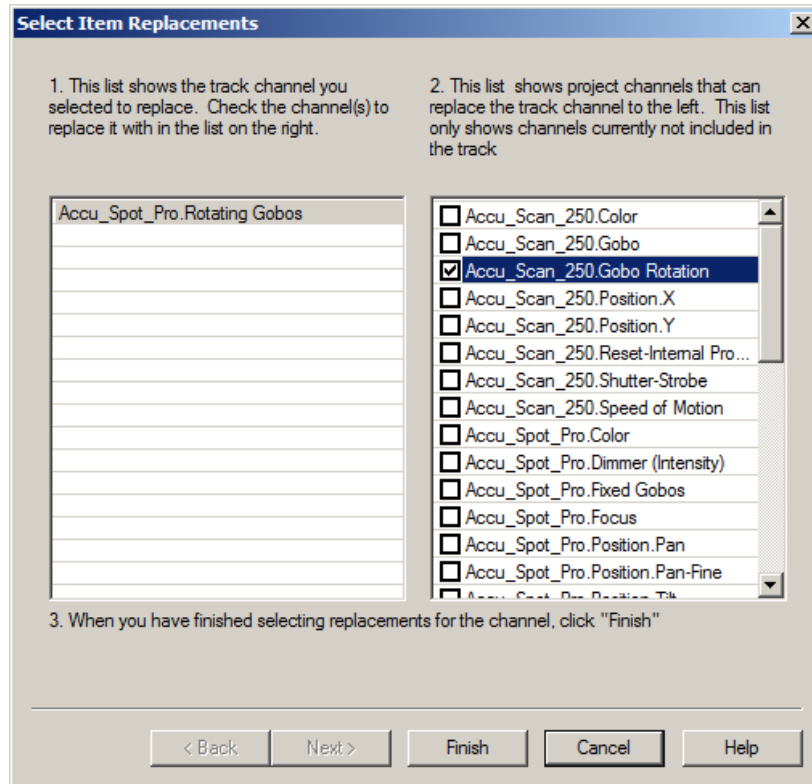 Select Item Replacements
1. This list shows the track channel you
selected to replace.  Check the channel(s) to
replace it with in the list on the right.
2. This list  shows project channels that can
replace the track channel to the left.  This list
only shows channels currently not included in
the track
Accu_Spot_Pro.Rotating Gobos
Accu_Scan_250.Color
Accu_Scan_250.Gobo
Accu_Scan_250.Gobo Rotation
Accu_Scan_250.Position.X
Accu_Scan_250.Position.Y
Accu_Scan_250.Reset-Internal Pro...
Accu_Scan_250.Shutter-Strobe
Accu_Scan_250.Speed of Motion
Accu_Spot_Pro.Color
Accu_Spot_Pro.Dimmer (Intensity)
Accu_Spot_Pro.Fixed Gobos
Accu_Spot_Pro.Focus
Accu_Spot_Pro.Position.Pan
Accu_Spot_Pro.Position.Pan-Fine
Accu_Spot_Pro.Position.Tilt
3. When you have finished selecting replacements for the channel, click "Finish"
< Back
Next >
Finish
Cancel
Help